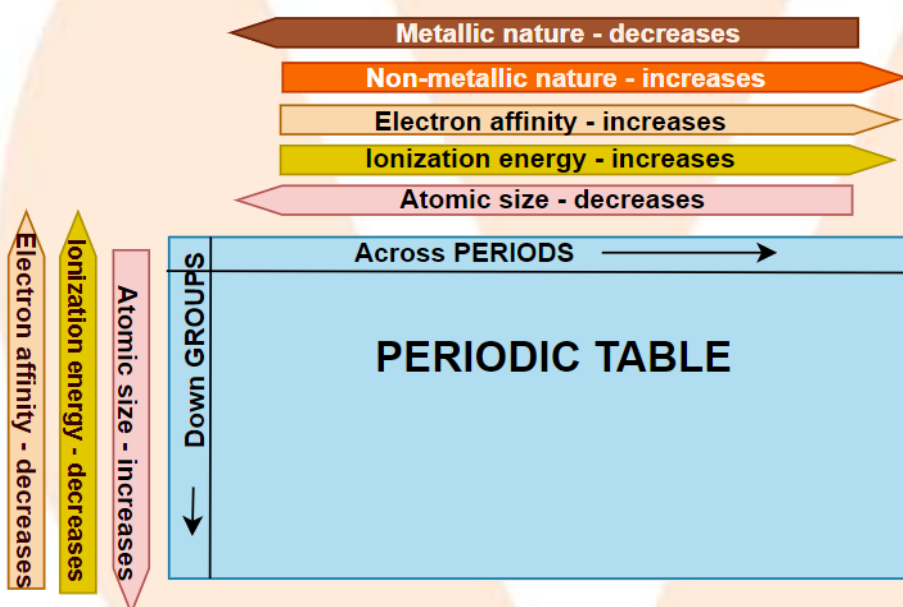 Metallic nature - decreases
Non-metallic nature - increases
Electron affinity - increases
Ionization energy - increases
Atomic size - decreases
Electron affinity - decreases
Ionization energy - decreases
Atomic size - increases
Down GROUPS
Across PERIODS
PERIODIC TABLE